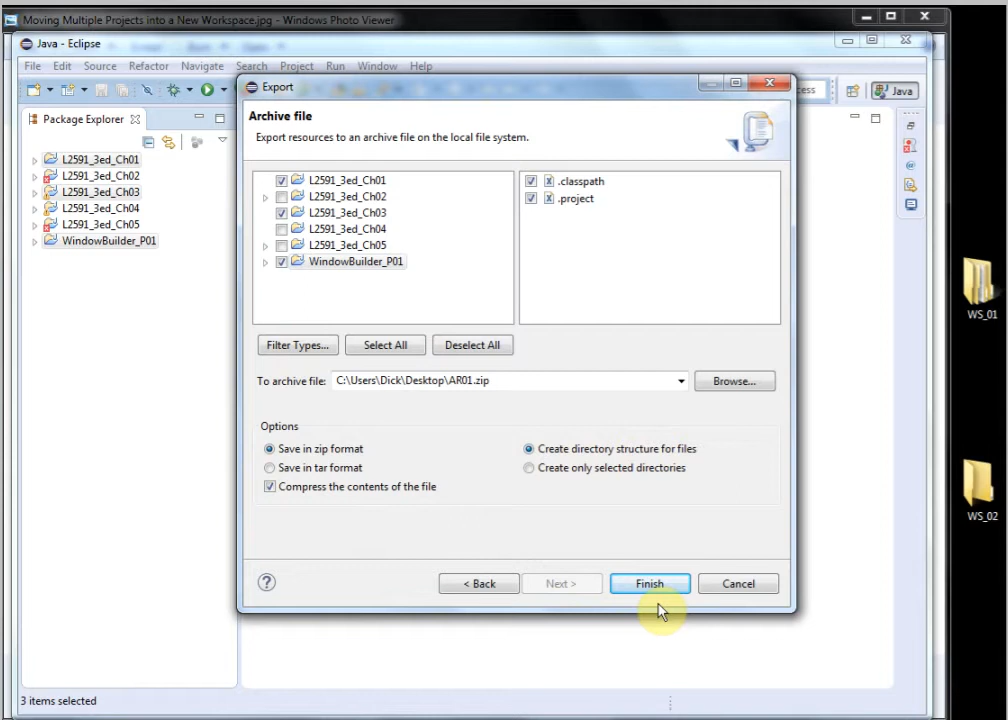 Moving Multiple Projects into a New Workspace.jpg - Windows Photo Viewer
Java - Eclipse
File Edit Source Refactor Navigate Search Project Run Window Help
Java
Package Explorer
L2591_3ed_Ch01
L2591_3ed_Ch02
L2591_3ed_Ch03
L2591_3ed_Ch04
L2591_3ed_Ch05
WindowBuilder_P01
3 items selected
Export
Archive file
Export resources to an archive file on the local file system.
L2591_3ed_Ch01
L2591_3ed_Ch02
L2591_3ed_Ch03
L2591_3ed_Ch04
L2591_3ed_Ch05
WindowBuilder_P01
.classpath
.project
Filter Types... Select All Deselect All
To archive file: C:\Users\Dick\Desktop\AR01.zip Browse...
Options
Save in zip format Create directory structure for files
Save in tar format Create only selected directories
Compress the contents of the file
? < Back Next > Finish Cancel
WS_01
WS_02